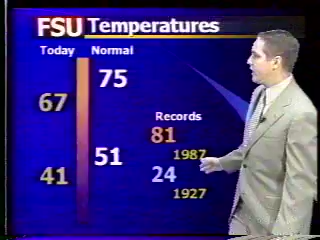 FSU Temperatures
Today Normal
75
67
Records
81
1987
51
24
41
1927